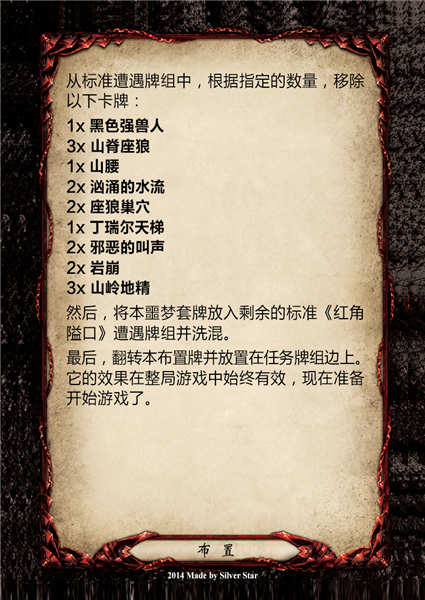 从标准遭遇牌组中，根据指定的数量，移除
以下卡牌：
1x 黑色强兽人
3x 山脊座狼
1x 山腰
2x 汹涌的水流
2x 座狼巢穴
1x 丁瑞尔天梯
2x 邪恶的叫声
2x 岩崩
3x 山岭地精
然后，将本噩梦套牌放入剩余的标准《红角
隘口》遭遇牌组并洗混。
最后，翻转本布置牌并放置在任务牌组边上。
它的效果在整局游戏中始终有效，现在准备
开始游戏了。
布 置
2014 Made by Silver Star